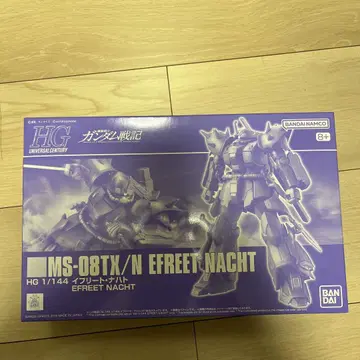 HG
UNIVERSAL CENTURY
ガンダム戦記
BANDAI NAMCO
8+
MS-08TX/N EFREET NACHT
HG 1/144 イフリート・ナハト
EFREET NACHT
BANDAI